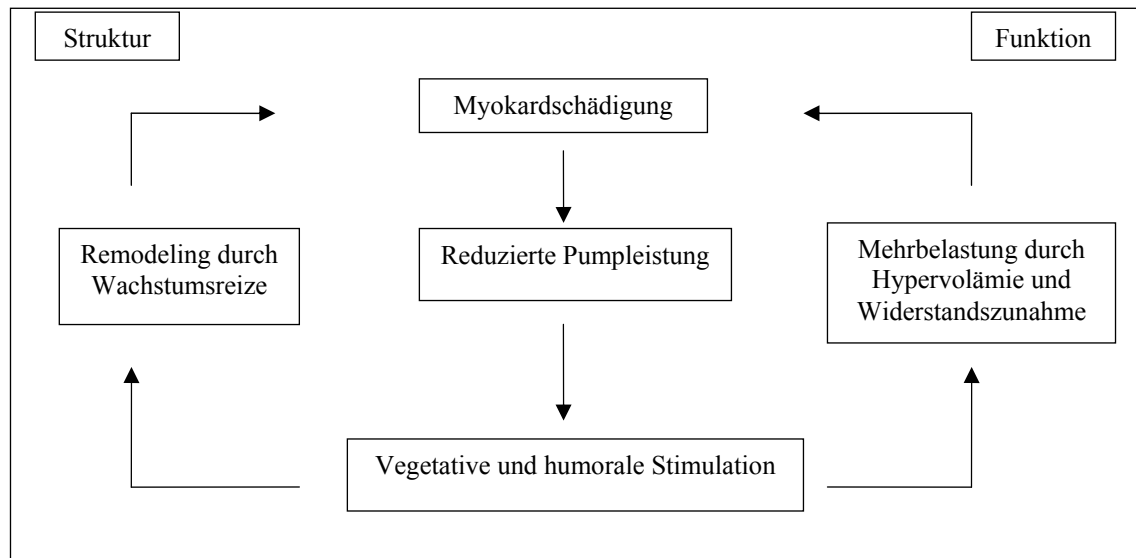 Struktur
Funktion
Myokardschädigung
Remodeling durch
Wachstumsreize
Reduzierte Pumpleistung
Mehrbelastung durch
Hypervolämie und
Widerstandszunahme
Vegetative und humorale Stimulation